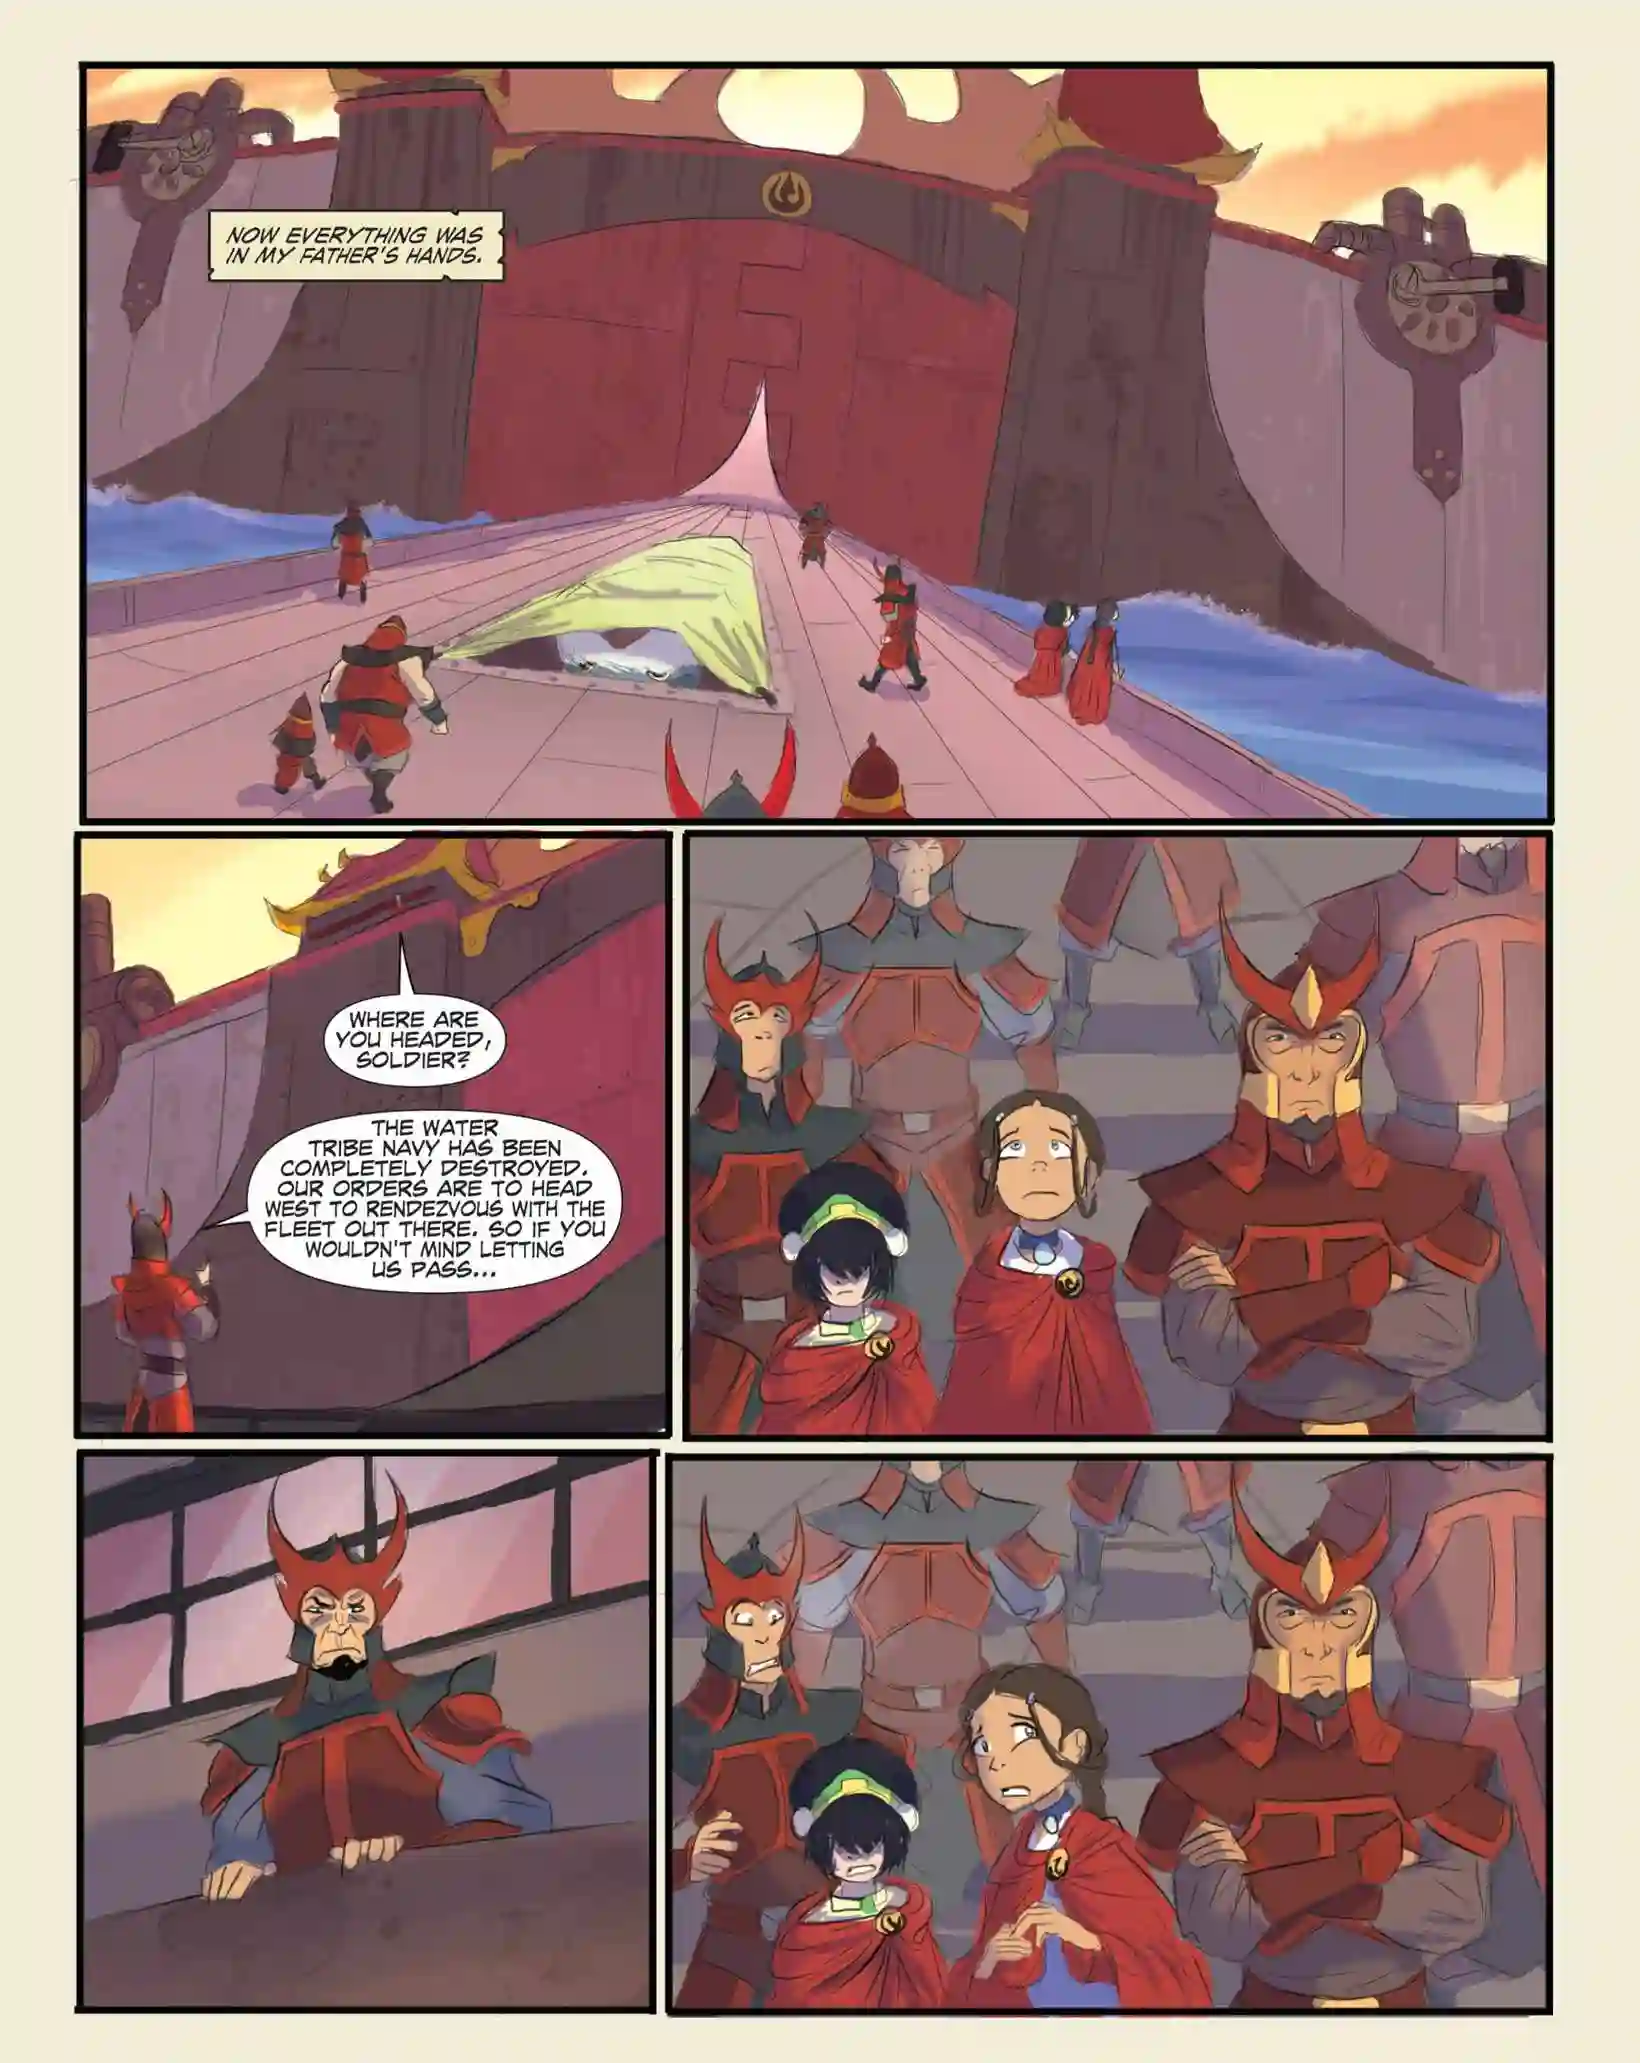 NOW EVERYTHING WAS
IN MY FATHER'S HANDS.
WHERE ARE
YOU HEADED,
SOLDIER?
THE WATER
TRIBE NAVY HAS BEEN
COMPLETELY DESTROYED.
OUR ORDERS ARE TO HEAD
WEST TO RENDEZVOUS WITH THE
FLEET OUT THERE. SO IF YOU
WOULDN'T MIND LETTING
US PASS...